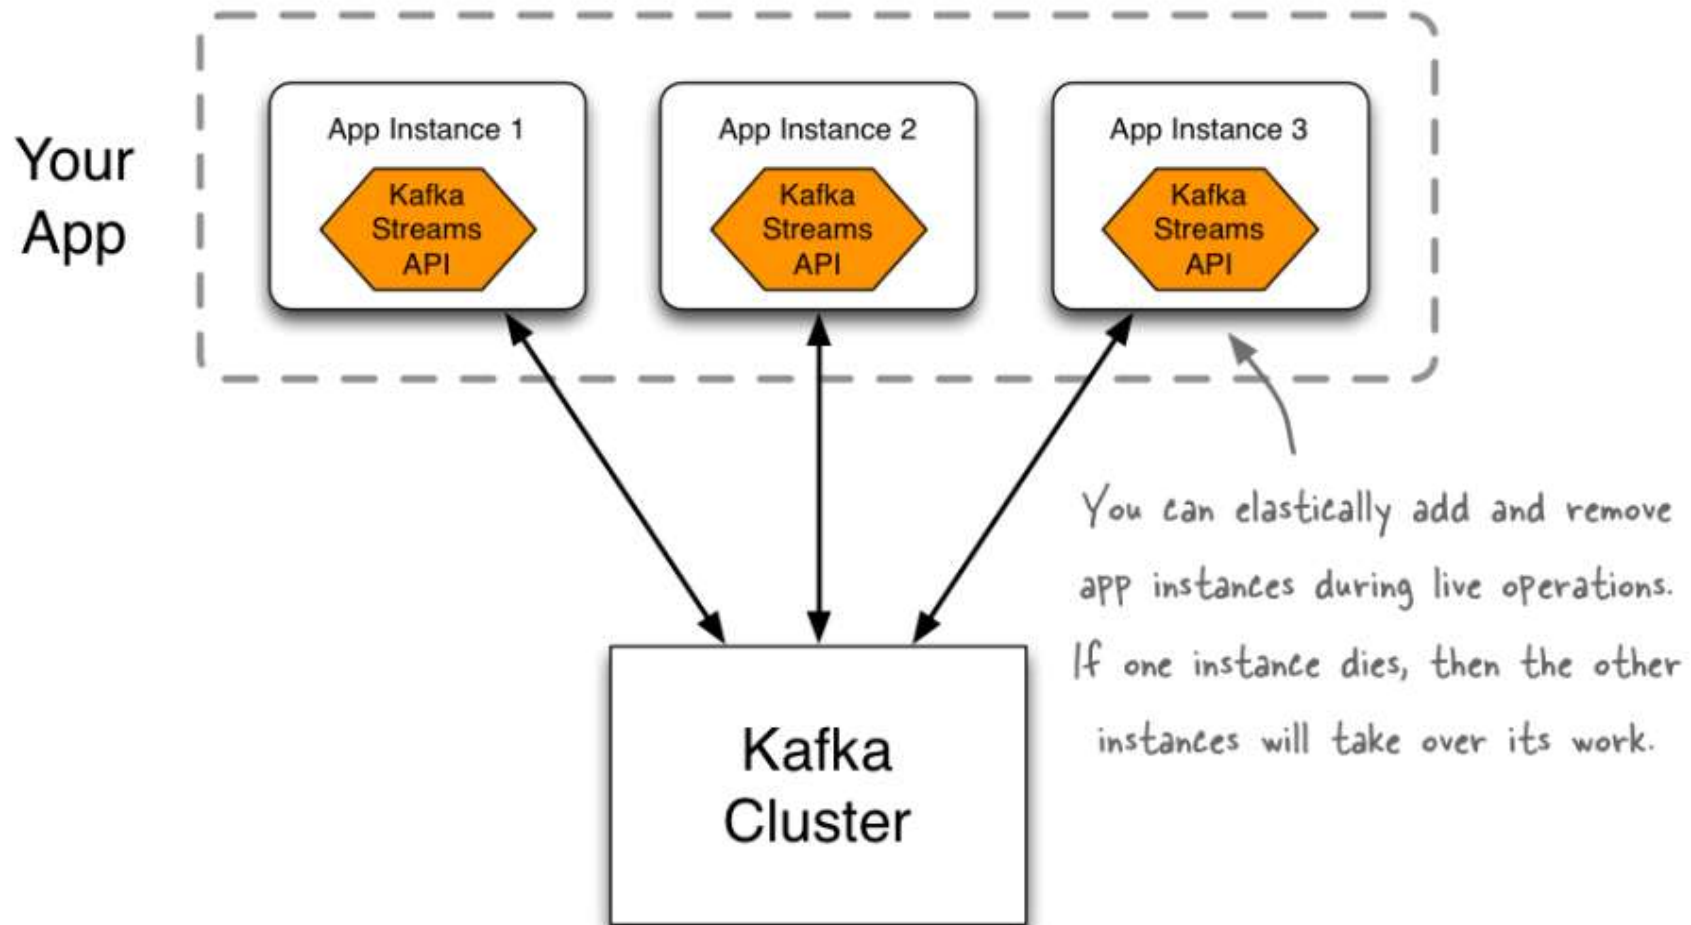 Your
App
App Instance 1
Kafka
Streams
API
App Instance 2
Kafka
Streams
API
App Instance 3
Kafka
Streams
API
You can elastically add and remove
app instances during live operations.
If one instance dies, then the other
instances will take over its work.
Kafka
Cluster